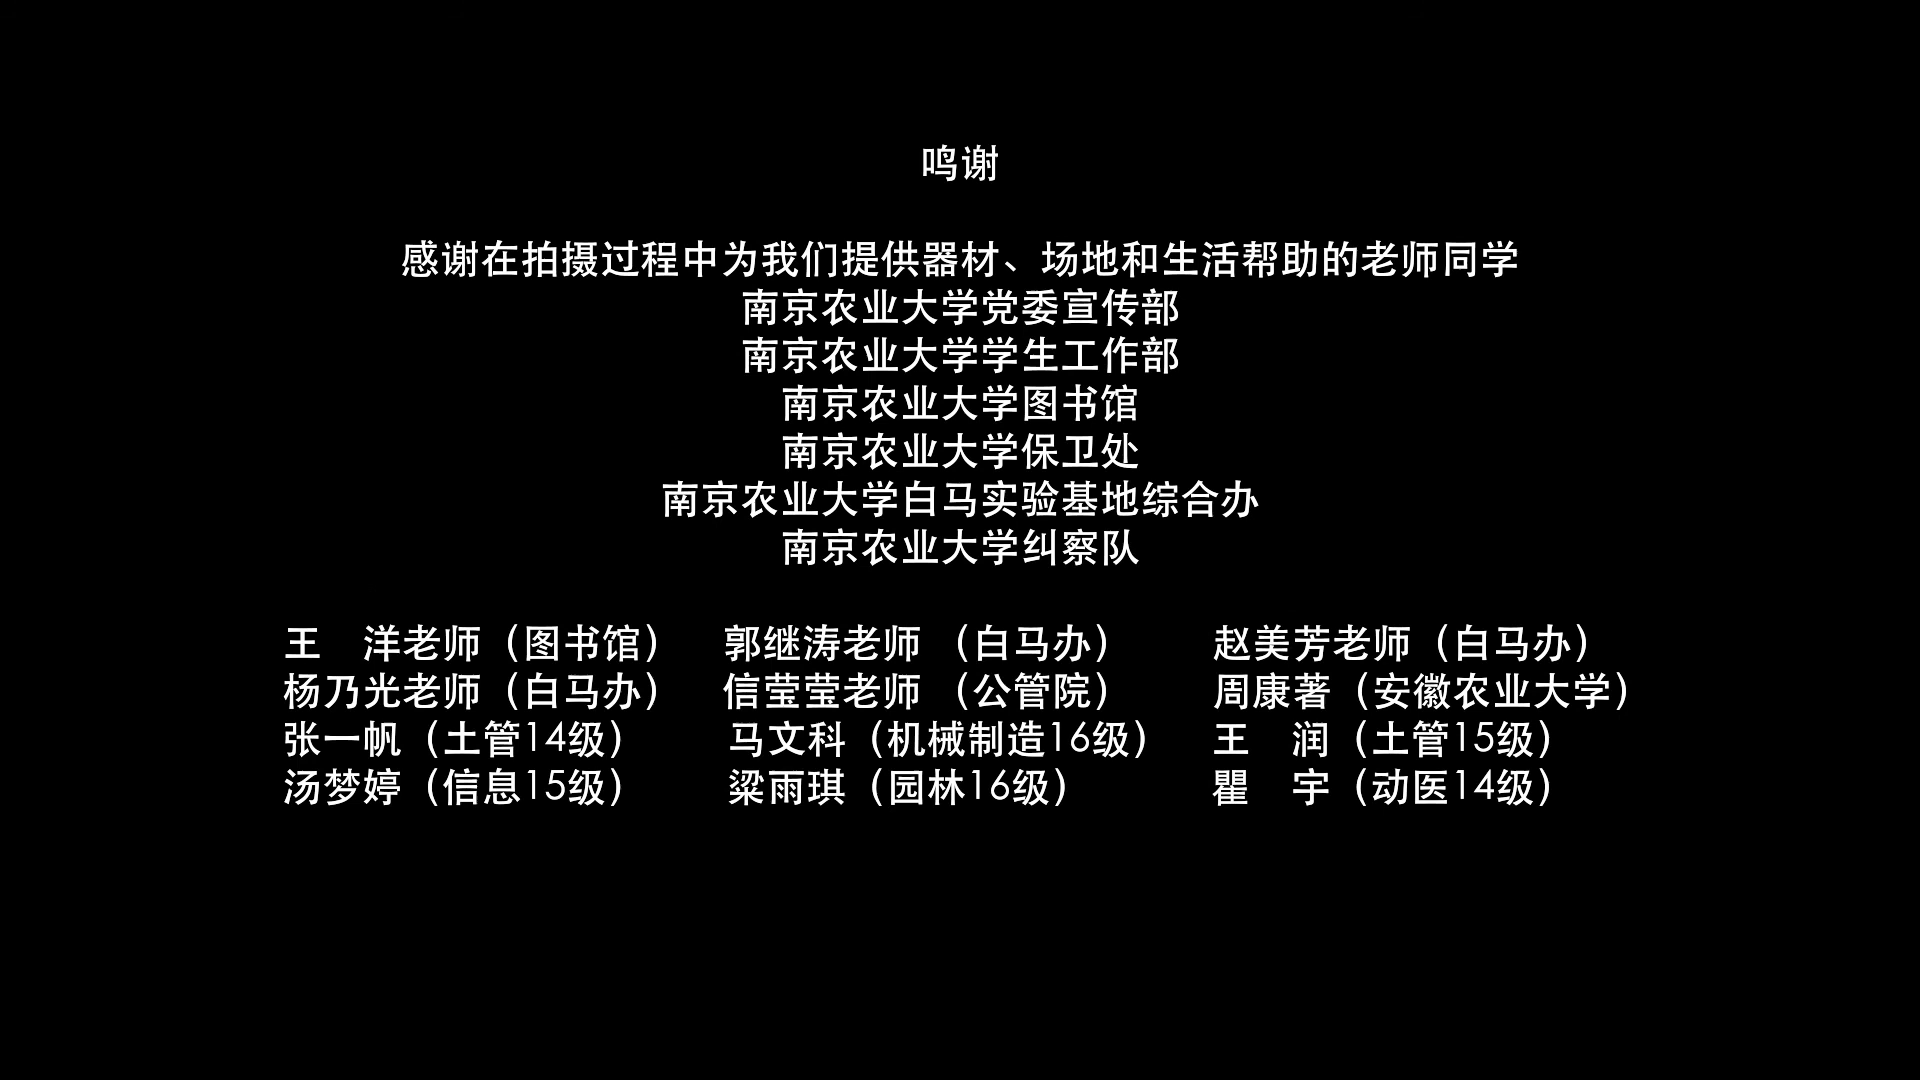 鸣谢
感谢在拍摄过程中为我们提供器材、场地和生活帮助的老师同学
南京农业大学党委宣传部
南京农业大学学生工作部
南京农业大学图书馆
南京农业大学保卫处
南京农业大学白马实验基地综合办
南京农业大学纠察队
王　洋老师（图书馆） 郭继涛老师 （白马办） 赵美芳老师（白马办）
杨乃光老师（白马办） 信莹莹老师 （公管院） 周康著（安徽农业大学）
张一帆（土管14级） 马文科（机械制造16级） 王　润（土管15级）
汤梦婷（信息15级） 粱雨琪（园林16级） 瞿　宇（动医14级）